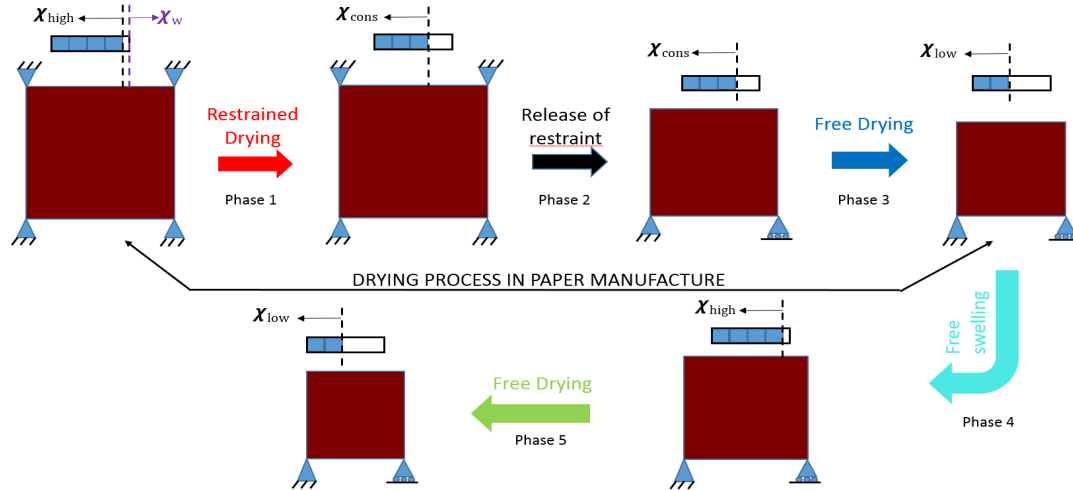 χhigh
χw
χcons
χcons
χlow
Restrained
Drying
Phase 1
Release of
restraint
Phase 2
Free Drying
Phase 3
DRYING PROCESS IN PAPER MANUFACTURE
χlow
χhigh
Free
swelling
Free Drying
Phase 4
Phase 5